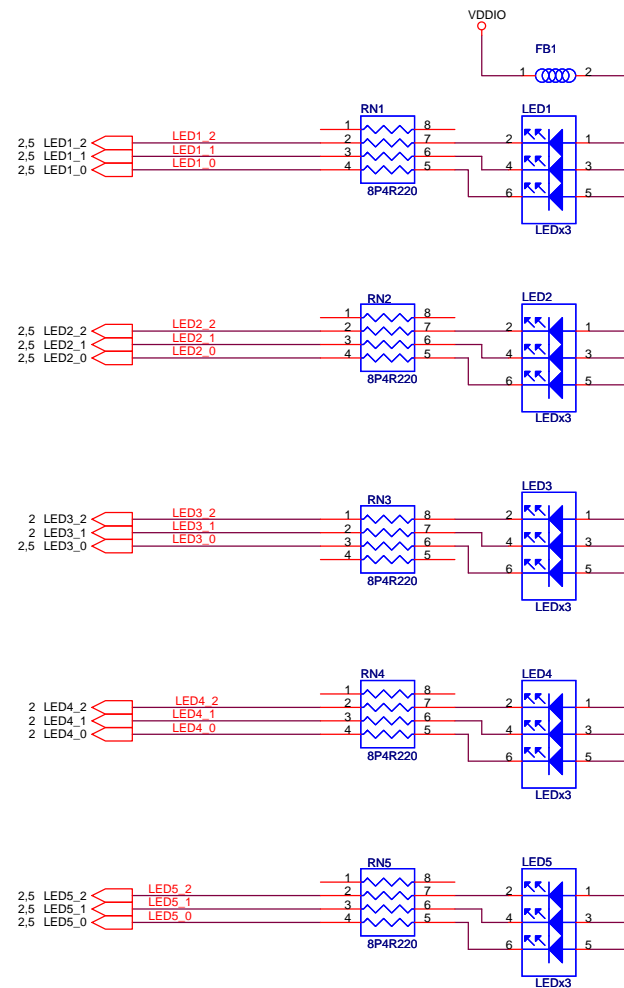 VDDIO
FB1
1 2
RN1 LED1
1 8
2,5 LED1_2 LED1_2 2 7 2 1
2,5 LED1_1 LED1_1 3 6 4 3
2,5 LED1_0 LED1_0 4 5 6 5
8P4R220
LEDx3
RN2 LED2
1 8
2,5 LED2_2 LED2_2 2 7 2 1
2,5 LED2_1 LED2_1 3 6 4 3
2,5 LED2_0 LED2_0 4 5 6 5
8P4R220
LEDx3
RN3 LED3
2 LED3_2 LED3_2 1 8 2 1
2 LED3_1 LED3_1 2 7 4 3
2,5 LED3_0 LED3_0 3 6 6 5
4 5
8P4R220
LEDx3
RN4 LED4
1 8
2 LED4_2 LED4_2 2 7 2 1
2 LED4_1 LED4_1 3 6 4 3
2 LED4_0 LED4_0 4 5 6 5
8P4R220
LEDx3
RN5 LED5
1 8
2,5 LED5_2 LED5_2 2 7 2 1
2,5 LED5_1 LED5_1 3 6 4 3
2,5 LED5_0 LED5_0 4 5 6 5
8P4R220
LEDx3